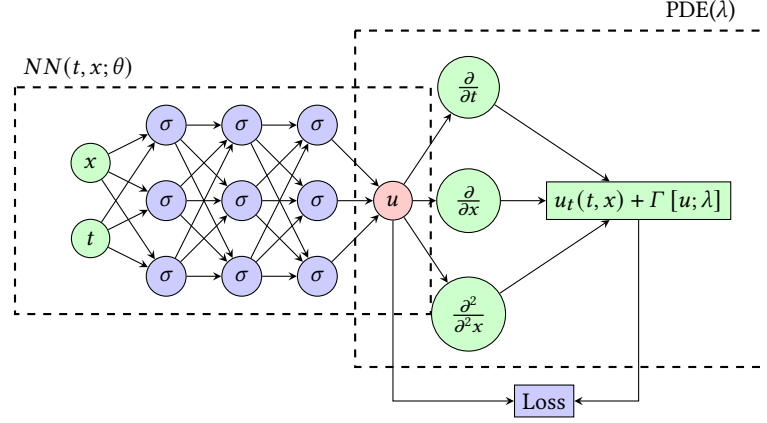 PDE(λ)
NN(t, x; θ)
∂/∂t
σ σ σ
x
σ σ σ
u
∂/∂x
u_t(t, x) + Γ [u; λ]
t
σ σ σ
∂²/∂²x
Loss